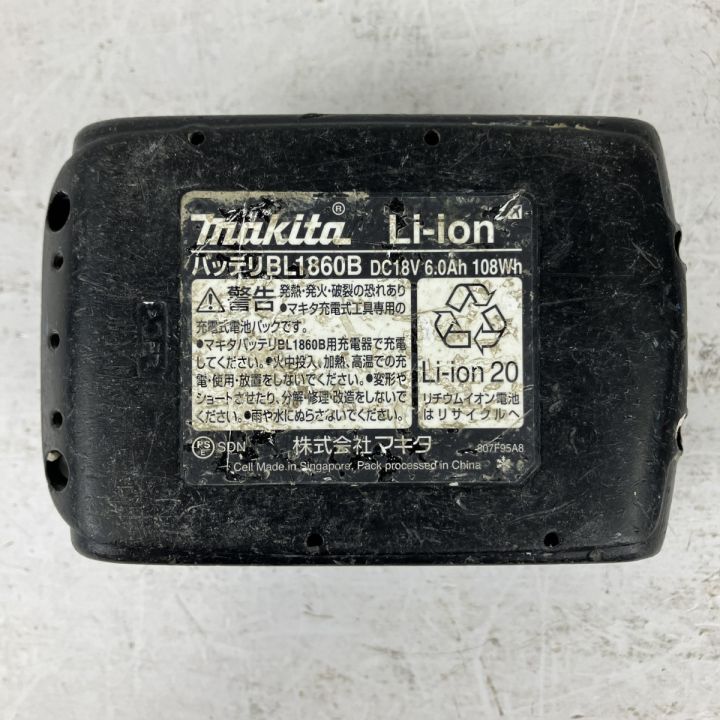 makita® Li-ion
バッテリBL1860B DC18V 6.0Ah 108Wh
警告 発熱・発火・破裂の恐れあり
●マキタ充電式工具専用の
充電式電池パックです。
●マキタバッテリBL1860B用充電器で充電
してください。●火中投入、加熱、高温での充
電・使用・放置をしないでください。●変形や
ショートさせたり、分解・修理・改造をしないで
ください。●雨や水にぬらさないでください。
Li-ion 20
リチウムイオン電池
はリサイクルへ
PSE SDN 株式会社マキタ 807F95A8
Cell Made in Singapore, Pack processed in China